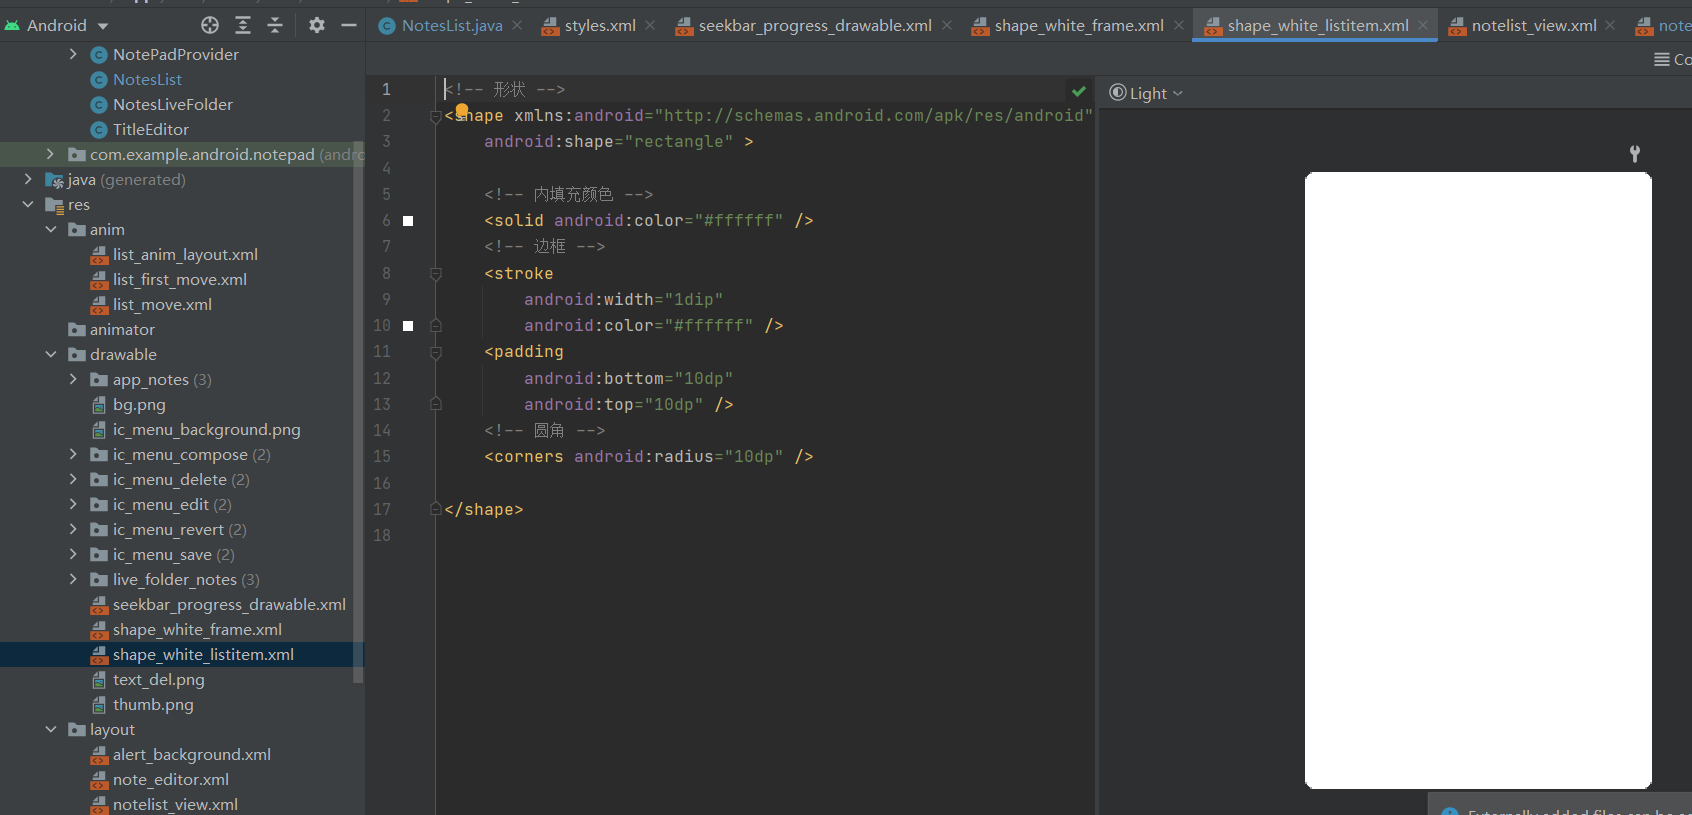 Android
NotePadProvider
NotesList
NotesLiveFolder
TitleEditor
com.example.android.notepad (andro
java (generated)
res
anim
list_anim_layout.xml
list_first_move.xml
list_move.xml
animator
drawable
app_notes (3)
bg.png
ic_menu_background.png
ic_menu_compose (2)
ic_menu_delete (2)
ic_menu_edit (2)
ic_menu_revert (2)
ic_menu_save (2)
live_folder_notes (3)
seekbar_progress_drawable.xml
shape_white_frame.xml
shape_white_listitem.xml
text_del.png
thumb.png
layout
alert_background.xml
note_editor.xml
notelist_view.xml
NotesList.java
styles.xml
seekbar_progress_drawable.xml
shape_white_frame.xml
shape_white_listitem.xml
notelist_view.xml
note
Co
1 <!-- 形状 -->
2 <shape xmlns:android="http://schemas.android.com/apk/res/android"
3 android:shape="rectangle" >
4
5 <!-- 内填充颜色 -->
6 <solid android:color="#ffffff" />
7 <!-- 边框 -->
8 <stroke
9 android:width="1dip"
10 android:color="#ffffff" />
11 <padding
12 android:bottom="10dp"
13 android:top="10dp" />
14 <!-- 圆角 -->
15 <corners android:radius="10dp" />
16
17 </shape>
18
Light